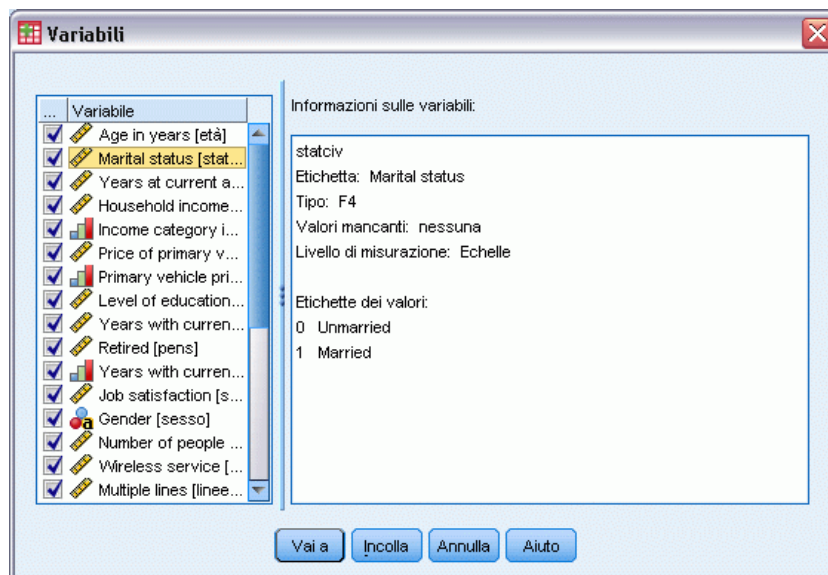 Variabili
... Variabile
Age in years [età]
Marital status [stat...
Years at current a...
Household income...
Income category i...
Price of primary v...
Primary vehicle pri...
Level of education...
Years with curren...
Retired [pens]
Years with curren...
Job satisfaction [s...
Gender [sesso]
Number of people ...
Wireless service [...
Multiple lines [linee...
Informazioni sulle variabili:
statciv
Etichetta: Marital status
Tipo: F4
Valori mancanti: nessuna
Livello di misurazione: Echelle
Etichette dei valori:
0 Unmarried
1 Married
Vai a Incolla Annulla Aiuto